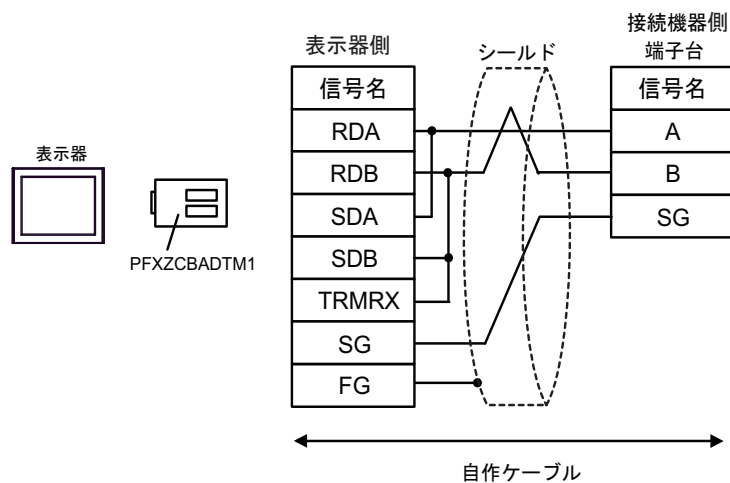 表示器
PFXZCBADTM1
表示器側
信号名
RDA
RDB
SDA
SDB
TRMRX
SG
FG
シールド
接続機器側
端子台
信号名
A
B
SG
自作ケーブル